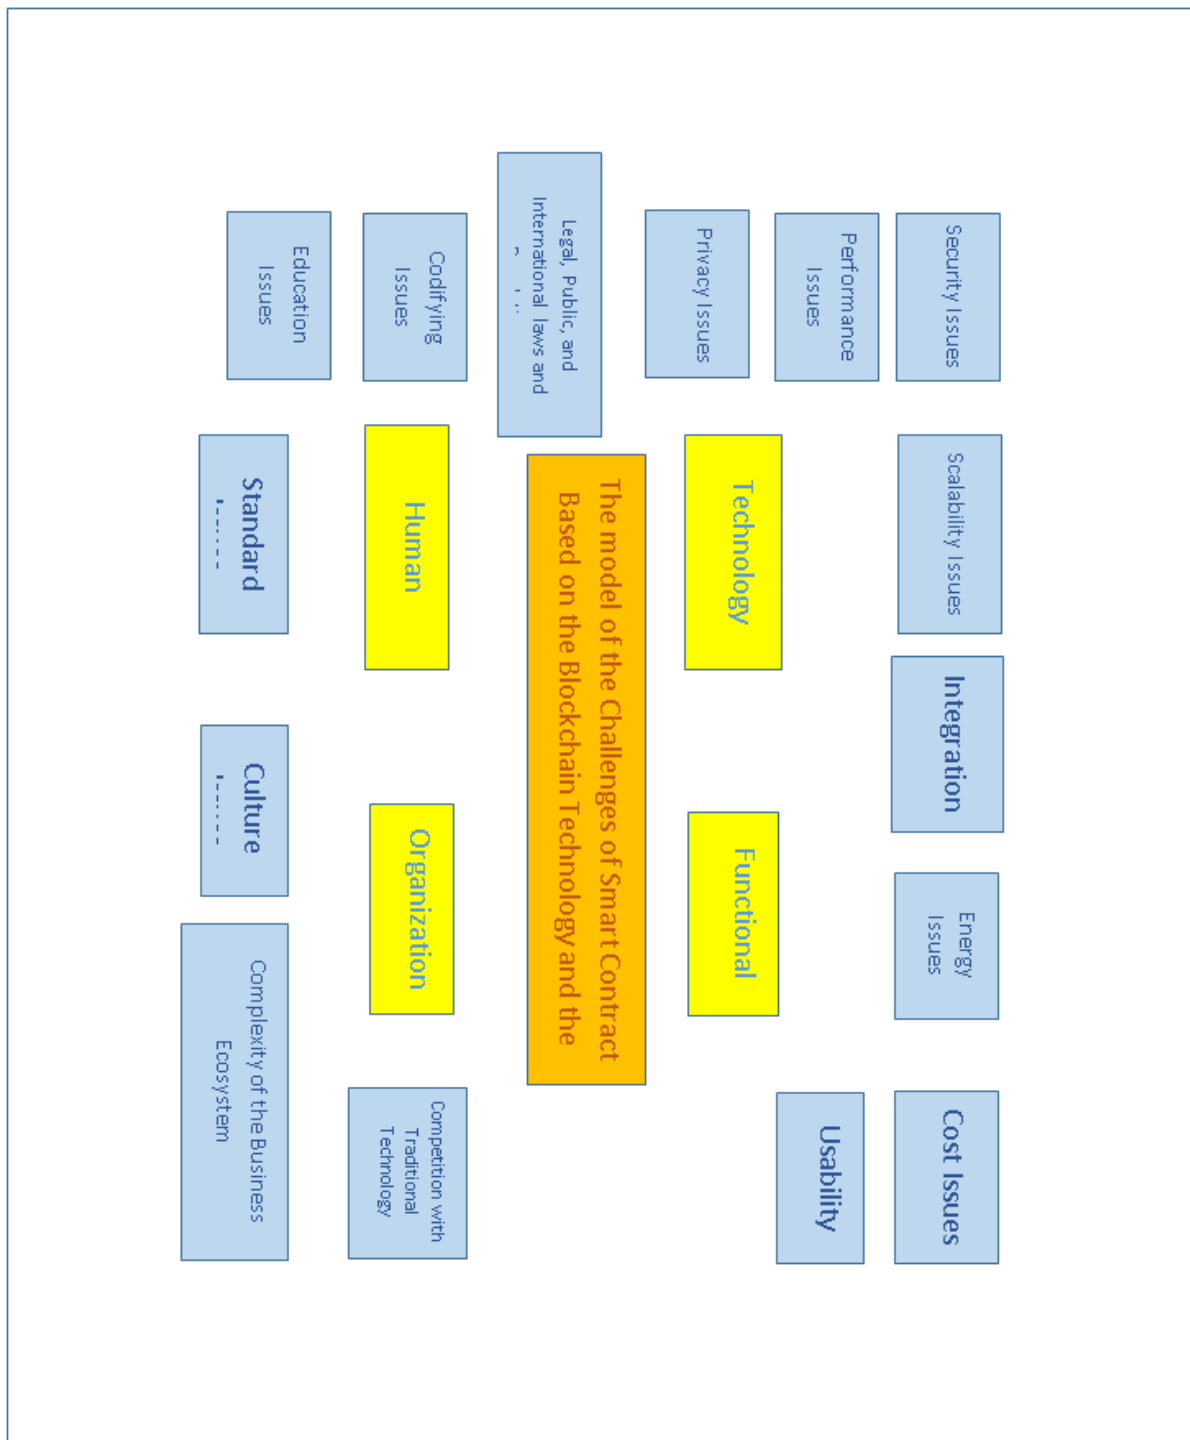 Security Issues
Scalability Issues
Integration
Energy
Issues
Cost Issues
Performance
Issues
Usability
Privacy Issues
Technology
Functional
Legal, Public, and
International laws and
The model of the Challenges of Smart Contract
Based on the Blockchain Technology and the
Codifying
Issues
Human
Organization
Competition with
Traditional
Technology
Education
Issues
Standard
Culture
Complexity of the Business
Ecosystem